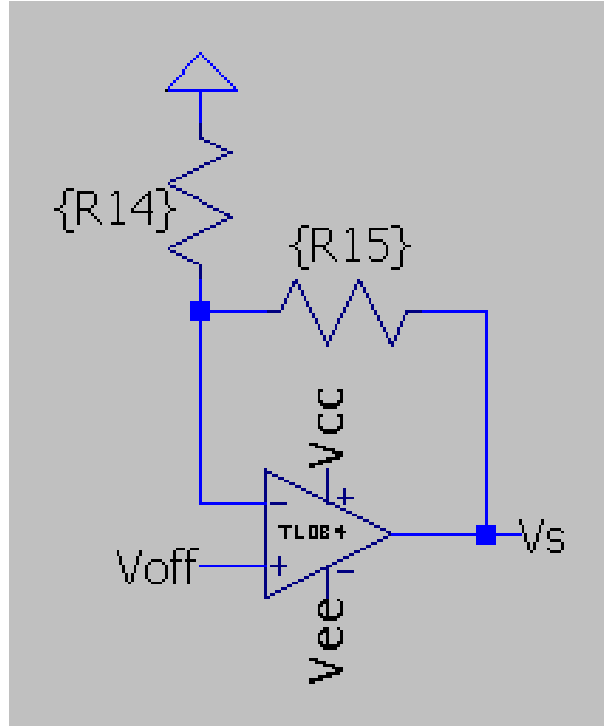 {R14}
{R15}
Vcc
- +
TL084
Voff + -
Vs
Vee